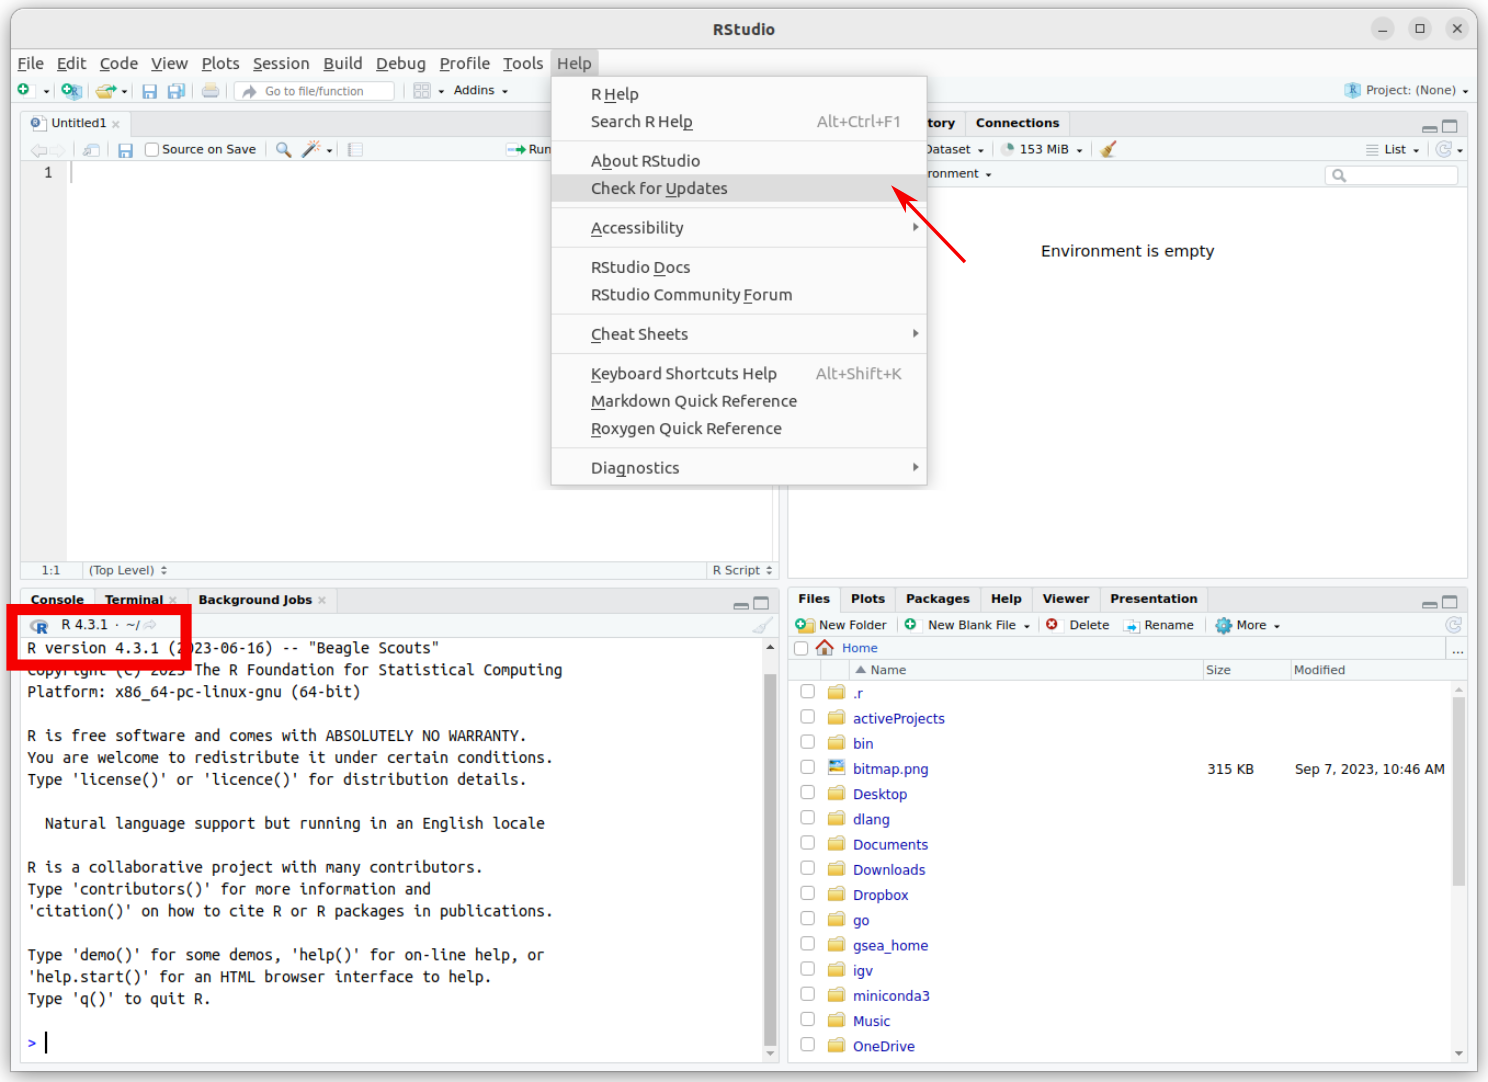 RStudio
File Edit Code View Plots Session Build Debug Profile Tools Help
Go to file/function Addins Project: (None)
R Help
Search R Help Alt+Ctrl+F1
About RStudio
Check for Updates
Accessibility
RStudio Docs
RStudio Community Forum
Cheat Sheets
Keyboard Shortcuts Help Alt+Shift+K
Markdown Quick Reference
Roxygen Quick Reference
Diagnostics
Untitled1
Source on Save Run
1
1:1 (Top Level) R Script
tory Connections
Dataset 153 MiB List
ronment
Environment is empty
Console Terminal Background Jobs
R 4.3.1 · ~/
R version 4.3.1 (2023-06-16) -- "Beagle Scouts"
Copyright (C) 2023 The R Foundation for Statistical Computing
Platform: x86_64-pc-linux-gnu (64-bit)
R is free software and comes with ABSOLUTELY NO WARRANTY.
You are welcome to redistribute it under certain conditions.
Type 'license()' or 'licence()' for distribution details.
Natural language support but running in an English locale
R is a collaborative project with many contributors.
Type 'contributors()' for more information and
'citation()' on how to cite R or R packages in publications.
Type 'demo()' for some demos, 'help()' for on-line help, or
'help.start()' for an HTML browser interface to help.
Type 'q()' to quit R.
>
Files Plots Packages Help Viewer Presentation
New Folder New Blank File Delete Rename More
Home ...
Name Size Modified
.r
activeProjects
bin
bitmap.png 315 KB Sep 7, 2023, 10:46 AM
Desktop
dlang
Documents
Downloads
Dropbox
go
gsea_home
igv
miniconda3
Music
OneDrive